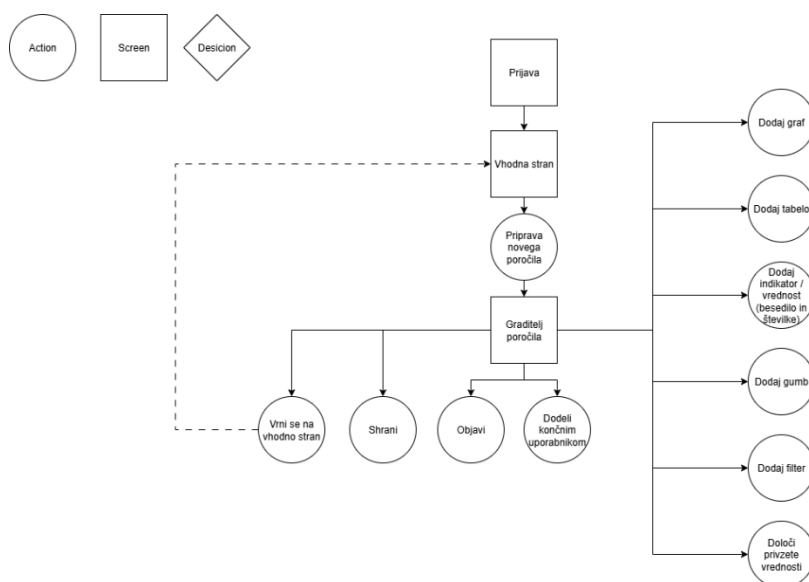 Action
Screen
Desicion
Prijava
Vhodna stran
Priprava
novega
poročila
Graditelj
poročila
Vrni se na
vhodno stran
Shrani
Objavi
Dodeli
končnim
uporabnikom
Dodaj graf
Dodaj tabelo
Dodaj
indikator /
vrednost
(besedilo in
številke)
Dodaj gumb
Dodaj filter
Določi
privzete
vrednosti